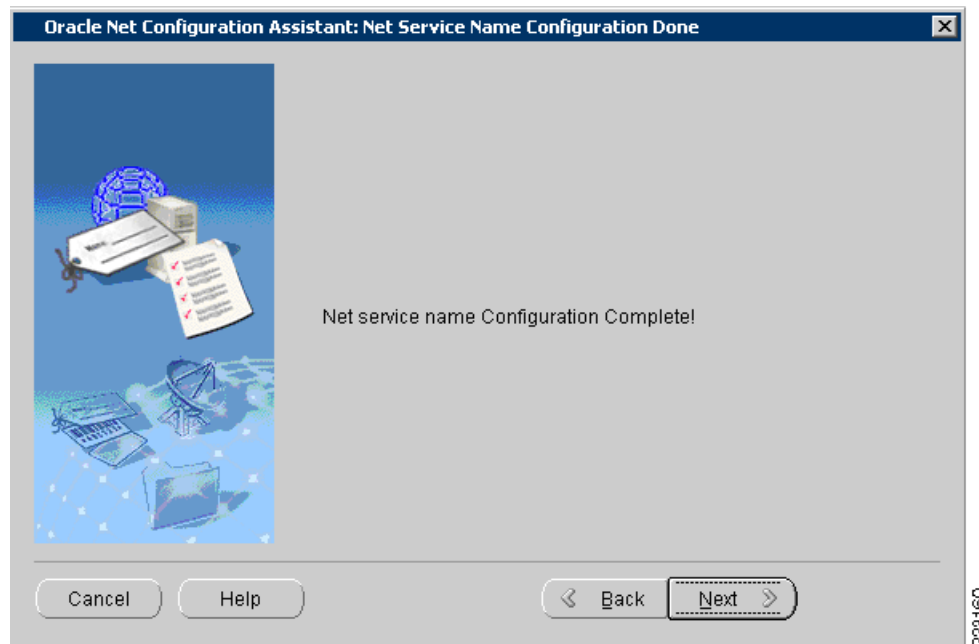 Oracle Net Configuration Assistant: Net Service Name Configuration Done
Net service name Configuration Complete!
Cancel
Help
Back
Next